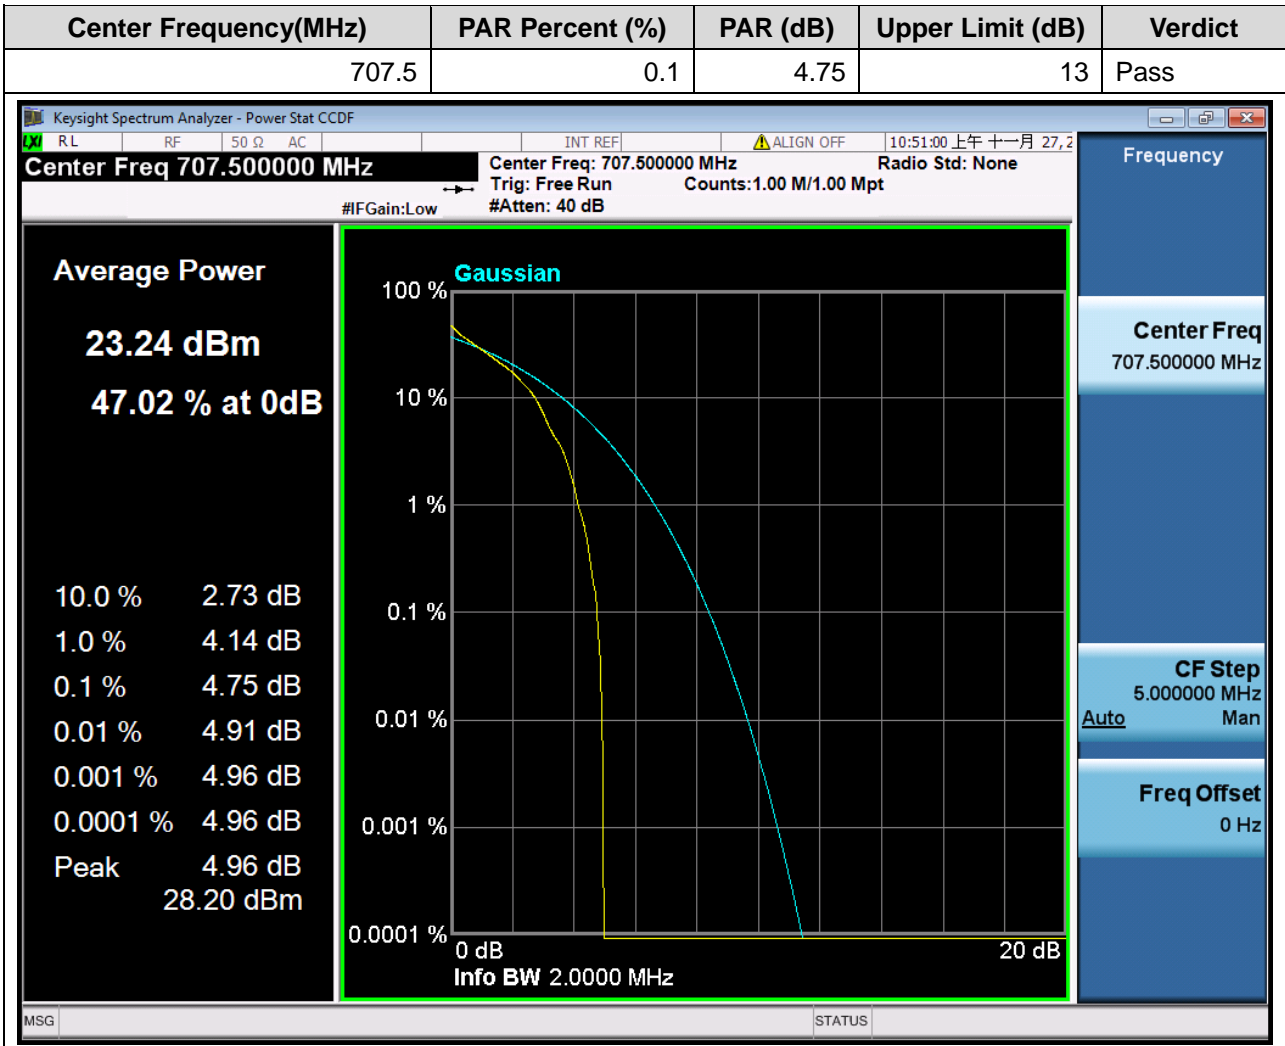 Center Frequency(MHz) PAR Percent (%) PAR (dB) Upper Limit (dB) Verdict
707.5 0.1 4.75 13 Pass
Keysight Spectrum Analyzer - Power Stat CCDF
LXI RL RF 50 Ω AC INT REF ALIGN OFF 10:51:00 上午 十一月 27, 2
Center Freq 707.500000 MHz
#IFGain:Low
Center Freq: 707.500000 MHz Radio Std: None
Trig: Free Run Counts:1.00 M/1.00 Mpt
#Atten: 40 dB
Average Power
23.24 dBm
47.02 % at 0dB
10.0 % 2.73 dB
1.0 % 4.14 dB
0.1 % 4.75 dB
0.01 % 4.91 dB
0.001 % 4.96 dB
0.0001 % 4.96 dB
Peak 4.96 dB
28.20 dBm
Gaussian
100 %
10 %
1 %
0.1 %
0.01 %
0.001 %
0.0001 %
0 dB 20 dB
Info BW 2.0000 MHz
Frequency
Center Freq
707.500000 MHz
CF Step
5.000000 MHz
Auto Man
Freq Offset
0 Hz
MSG STATUS